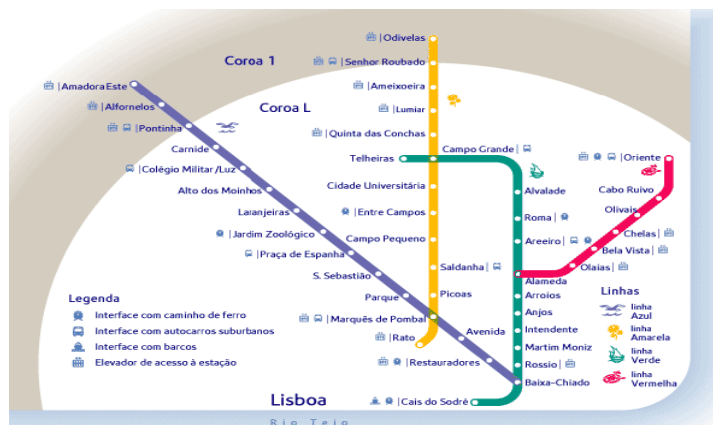 Odivelas
Coroa 1
Senhor Roubado
Amadora Este
Ameixoeira
Alfornelos
Coroa L
Lumiar
Pontinha
Quinta das Conchas
Carnide
Campo Grande
Telheiras
Oriente
Colégio Militar /Luz
Alto dos Moinhos
Cidade Universitária
Alvalade
Cabo Ruivo
Laranjeiras
Entre Campos
Roma
Olivais
Jardim Zoológico
Campo Pequeno
Areeiro
Chelas
Praça de Espanha
Bela Vista
S. Sebastião
Saldanha
Olaias
Alameda
Parque
Picoas
Arroios
Legenda
Linhas
Interface com caminho de ferro
Marquês de Pombal
Anjos
linha
Azul
Interface com autocarros suburbanos
Rato
Avenida
Intendente
linha
Amarela
Interface com barcos
Martim Moniz
linha
Verde
Elevador de acesso à estação
Restauradores
Rossio
linha
Vermelha
Baixa-Chiado
Lisboa
Cais do Sodré
Rio Tejo